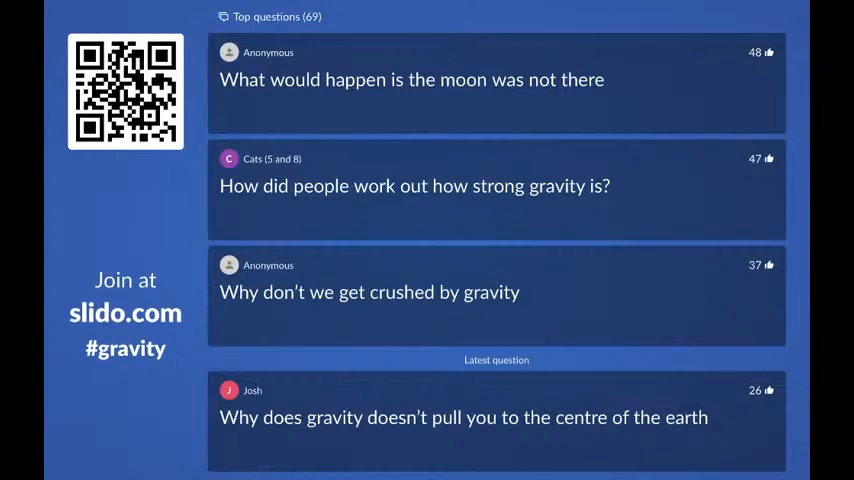 Top questions (69)
Anonymous
48
What would happen is the moon was not there
C
Cats (5 and 8)
47
How did people work out how strong gravity is?
Anonymous
37
Why don't we get crushed by gravity
Join at
slido.com
#gravity
Latest question
J
Josh
26
Why does gravity doesn't pull you to the centre of the earth